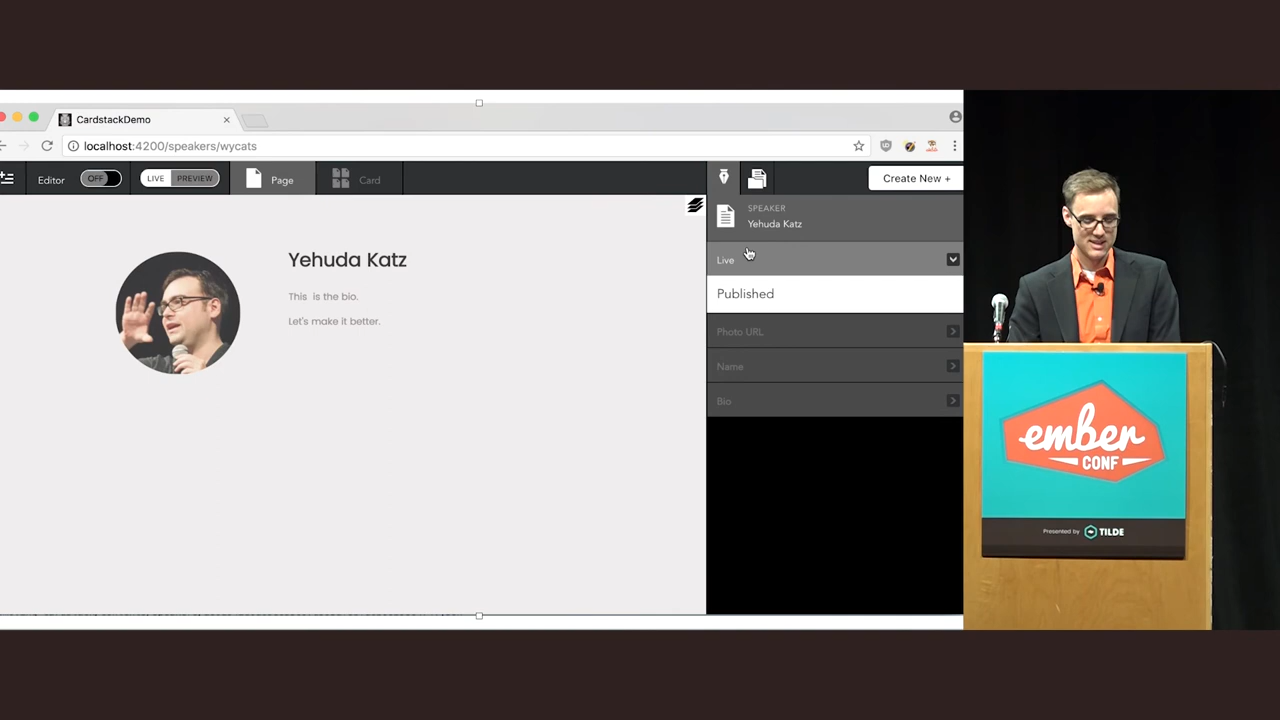 CardstackDemo
localhost:4200/speakers/wycats
Editor
OFF
LIVE
PREVIEW
Page
Card
Create New +
SPEAKER
Yehuda Katz
Live
Published
Photo URL
Name
Bio
Yehuda Katz
This is the bio.
Let's make it better.
ember
CONF
Presented by TILDE